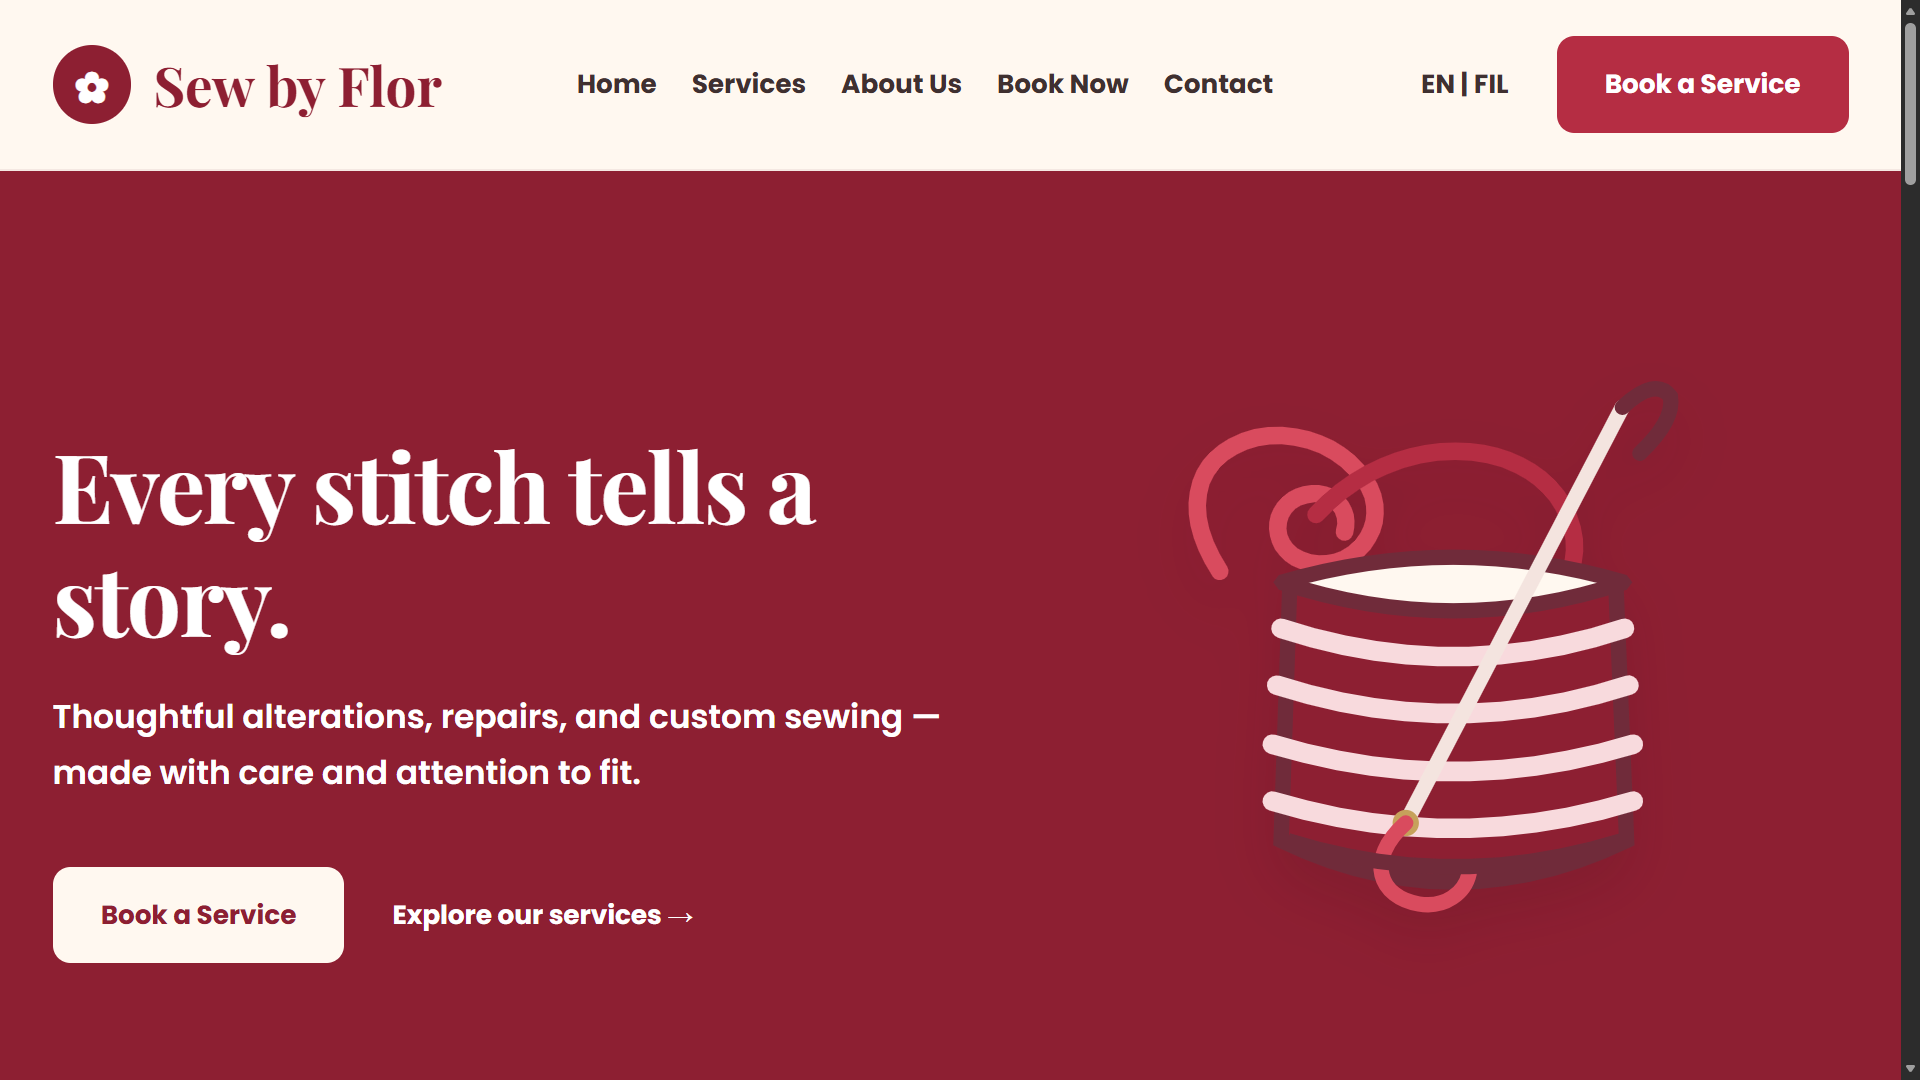 Sew by Flor
Home Services About Us Book Now Contact
EN | FIL
Book a Service
Every stitch tells a
story.
Thoughtful alterations, repairs, and custom sewing —
made with care and attention to fit.
Book a Service
Explore our services →